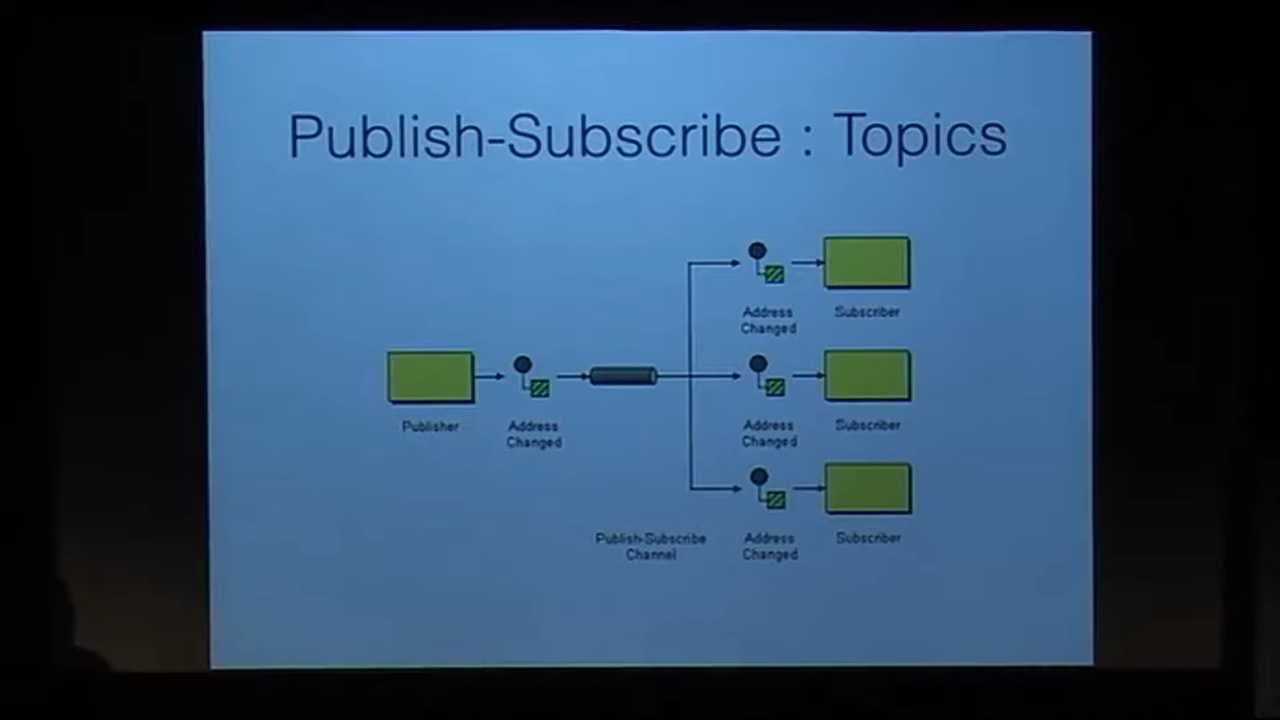 Publish-Subscribe : Topics
Address
Changed
Subscriber
Publisher
Address
Changed
Address
Changed
Subscriber
Publish-Subscribe
Channel
Address
Changed
Subscriber